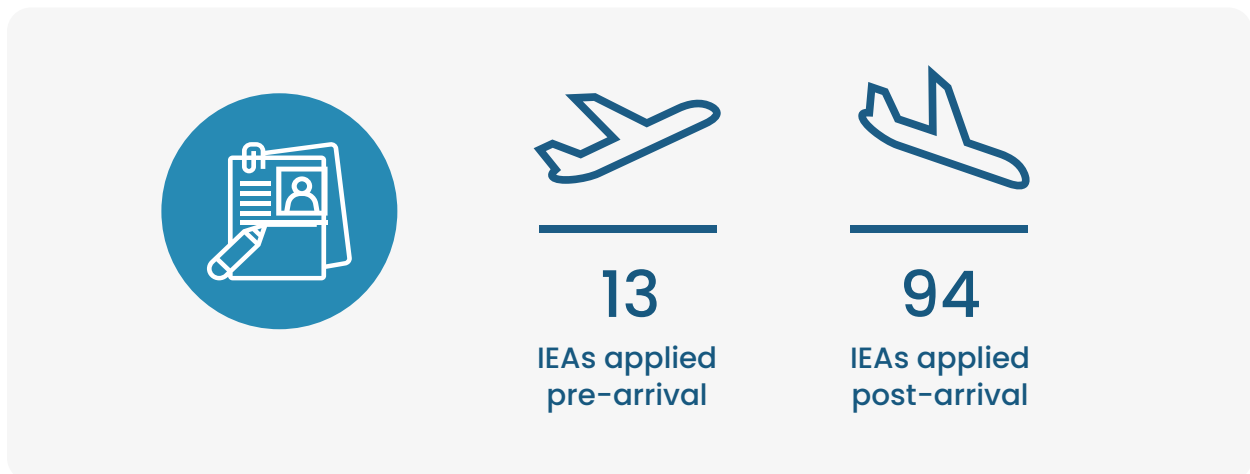 13
IEAs applied
pre-arrival
94
IEAs applied
post-arrival